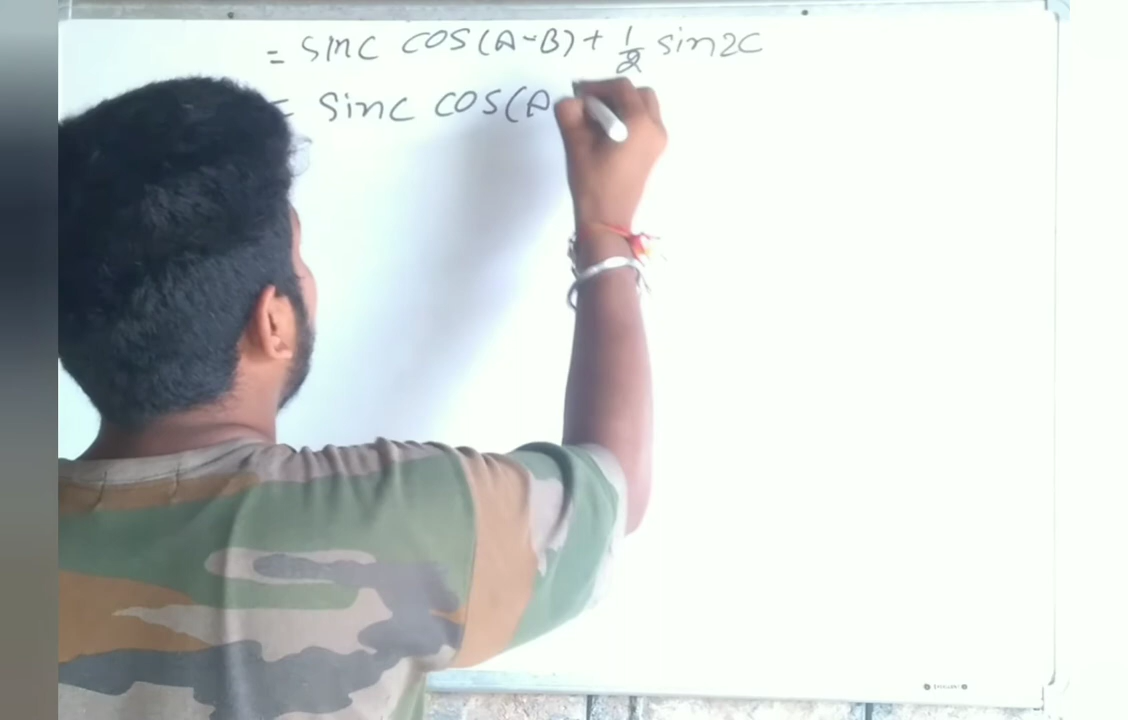 = sinc cos(A-B) + 1/2 sin2c
= sinc cos(A